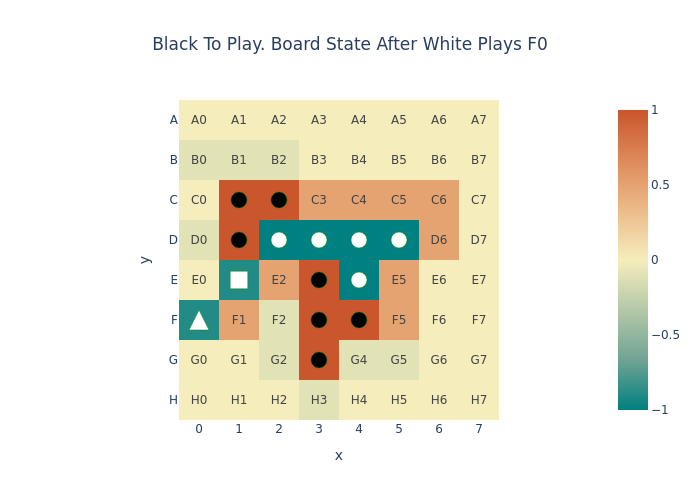 Black To Play. Board State After White Plays F0
A A0 A1 A2 A3 A4 A5 A6 A7
B B0 B1 B2 B3 B4 B5 B6 B7
C C0 C3 C4 C5 C6 C7
D D0 D6 D7
E E0 E2 E5 E6 E7
F F1 F2 F5 F6 F7
G G0 G1 G2 G4 G5 G6 G7
H H0 H1 H2 H3 H4 H5 H6 H7
0 1 2 3 4 5 6 7
x
y
1
0.5
0
−0.5
−1